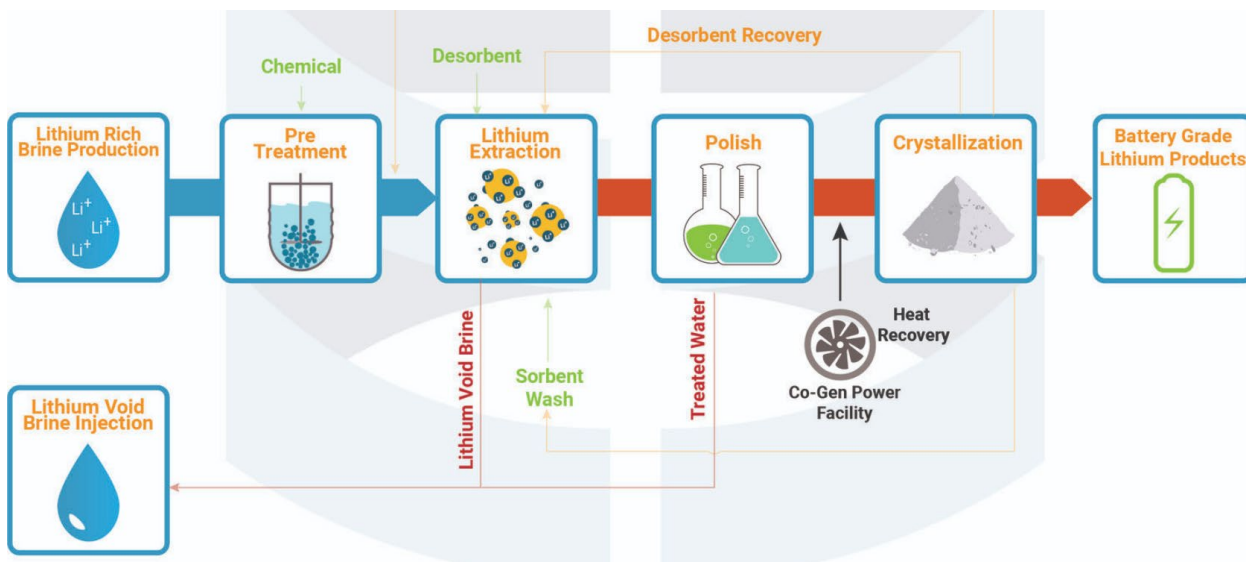 Desorbent Recovery
Chemical
Desorbent
Lithium Rich
Brine Production
Li+
Li+
Li+
Pre
Treatment
Lithium
Extraction
Polish
Crystallization
Battery Grade
Lithium Products
Heat
Recovery
Co-Gen Power
Facility
Lithium Void Brine
Sorbent
Wash
Treated Water
Lithium Void
Brine Injection